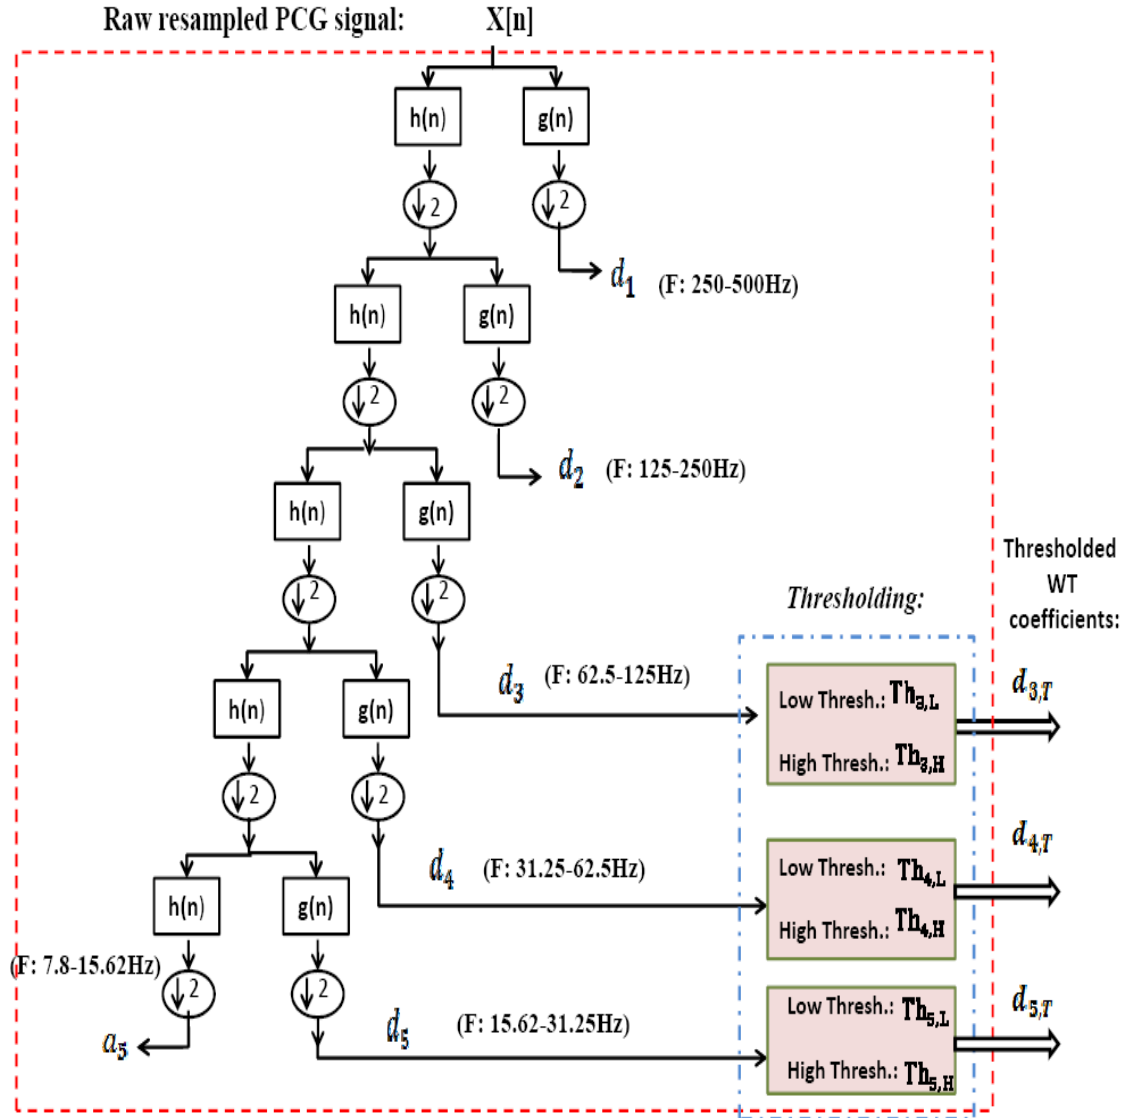 Raw resampled PCG signal: X[n]
h(n) g(n)
↓2 ↓2
d1 (F: 250-500Hz)
h(n) g(n)
↓2 ↓2
d2 (F: 125-250Hz)
h(n) g(n)
↓2 ↓2
Thresholded
WT
coefficients:
Thresholding:
d3 (F: 62.5-125Hz)
h(n) g(n)
Low Thresh.: Th3,L
High Thresh.: Th3,H
d3,T
↓2 ↓2
d4 (F: 31.25-62.5Hz)
Low Thresh.: Th4,L
High Thresh.: Th4,H
d4,T
h(n) g(n)
(F: 7.8-15.62Hz)
↓2 ↓2
a5
d5 (F: 15.62-31.25Hz)
Low Thresh.: Th5,L
High Thresh.: Th5,H
d5,T